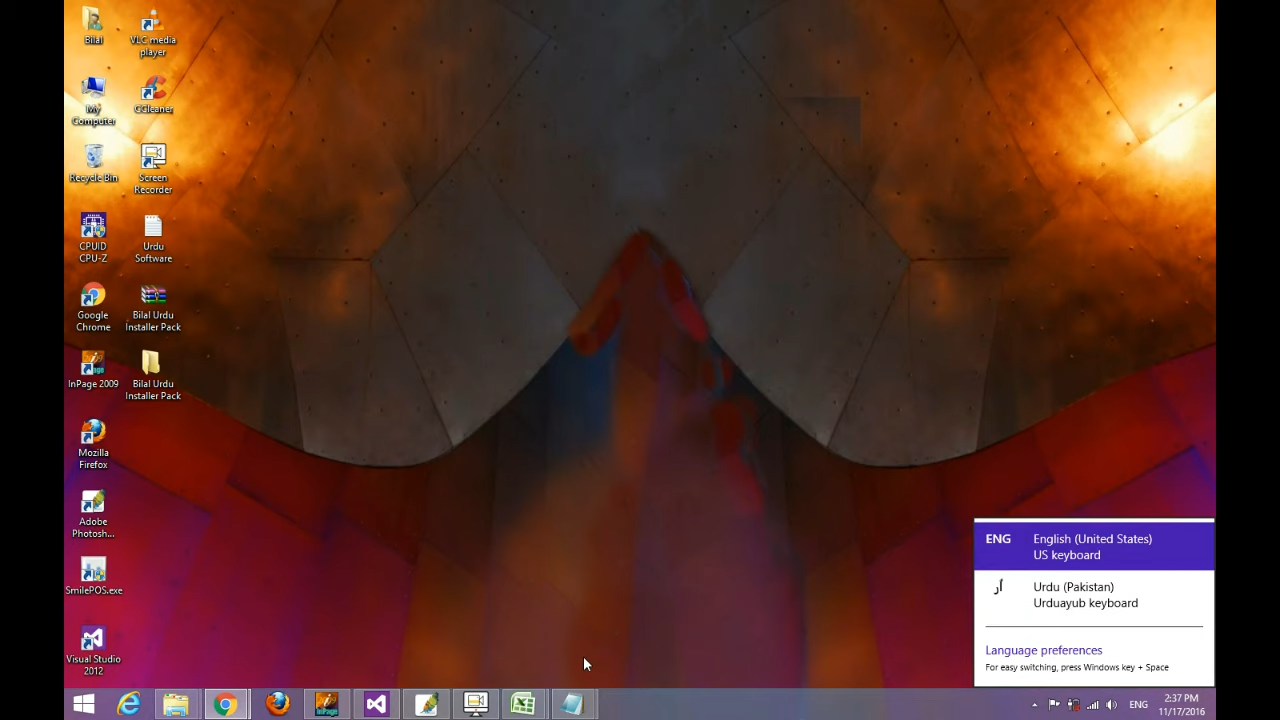 Bilal
VLC media
player
My
Computer
CCleaner
Recycle Bin
Screen
Recorder
CPUID
CPU-Z
Urdu
Software
Google
Chrome
Bilal Urdu
Installer Pack
InPage 2009
Bilal Urdu
Installer Pack
Mozilla
Firefox
Adobe
Photosh...
SmilePOS.exe
Visual Studio
2012
ENG English (United States)
US keyboard
اُر Urdu (Pakistan)
Urduayub keyboard
Language preferences
For easy switching, press Windows key + Space
ENG
2:37 PM
11/17/2016